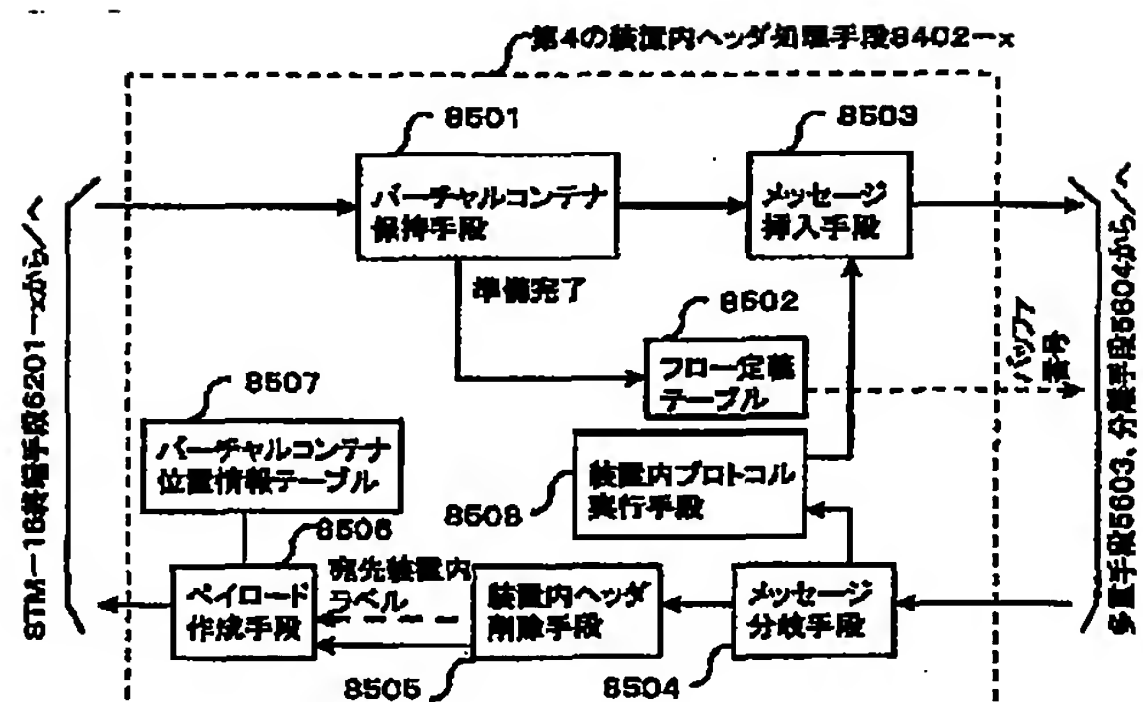 第4の装置内ヘッダ処理手段8402-x
8501
8503
バーチャルコンテナ
保持手段
メッセージ
挿入手段
STM-16終端手段6201-xから/へ
多重手段5603、分離手段5604から/へ
準備完了
8502
フロー定義
テーブル
バッファ
番号
8507
バーチャルコンテナ
位置情報テーブル
装置内プロトコル
実行手段
8508
8506
宛先装置内
ラベル
ペイロード
作成手段
装置内ヘッダ
削除手段
メッセージ
分岐手段
8505
8504